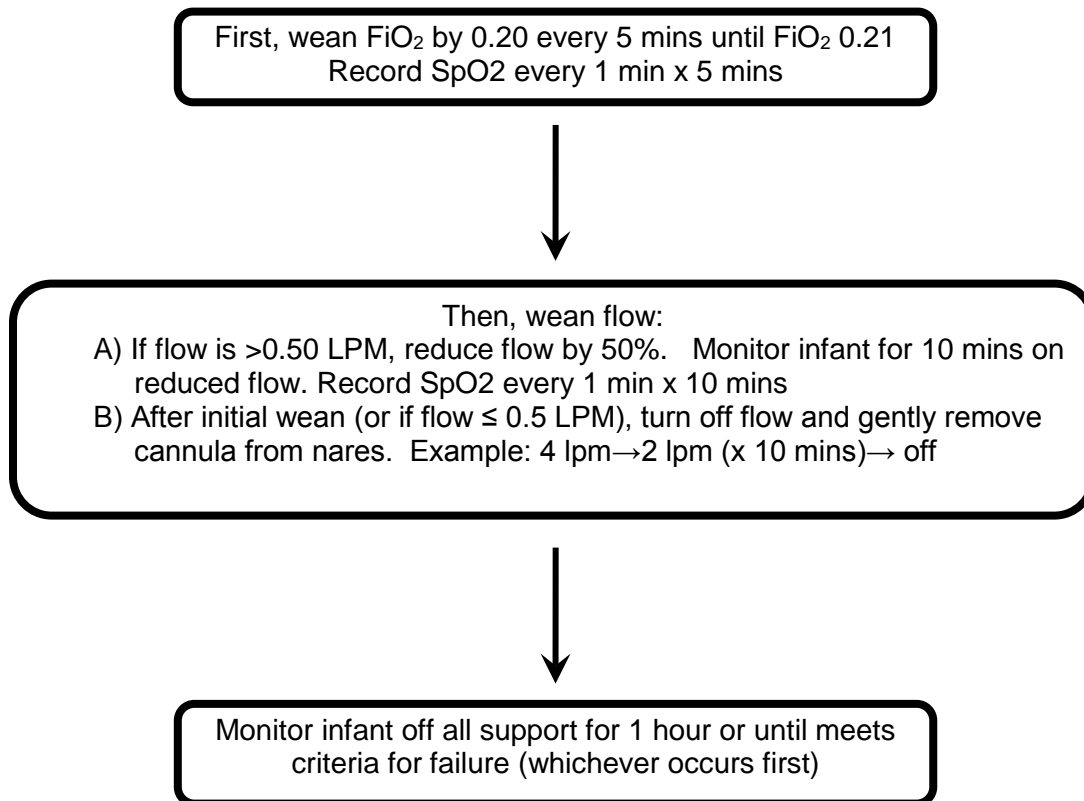 First, wean FiO₂ by 0.20 every 5 mins until FiO₂ 0.21
Record SpO2 every 1 min x 5 mins
Then, wean flow:
A) If flow is >0.50 LPM, reduce flow by 50%.   Monitor infant for 10 mins on
reduced flow. Record SpO2 every 1 min x 10 mins
B) After initial wean (or if flow ≤ 0.5 LPM), turn off flow and gently remove
cannula from nares.  Example: 4 lpm→2 lpm (x 10 mins)→ off
Monitor infant off all support for 1 hour or until meets
criteria for failure (whichever occurs first)